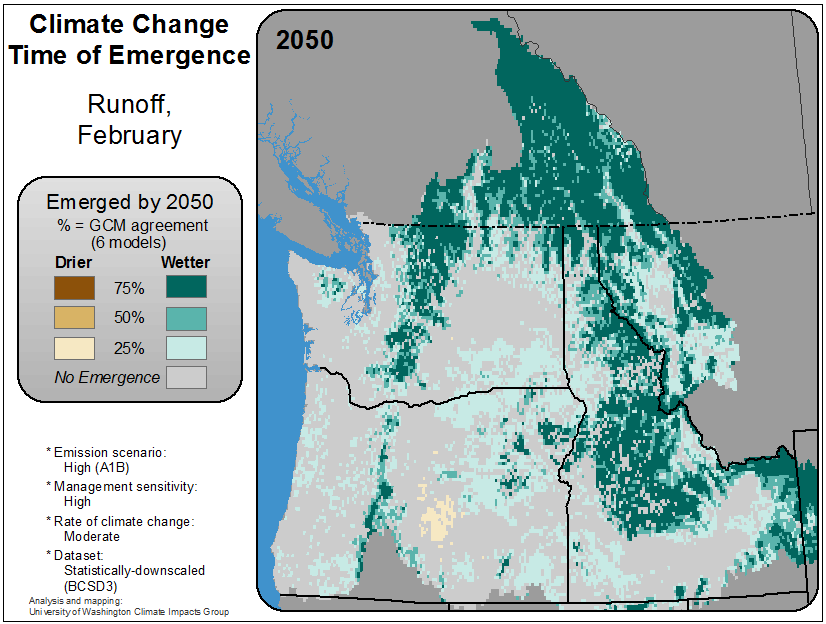 Climate Change
Time of Emergence
Runoff,
February
Emerged by 2050
% = GCM agreement
(6 models)
Drier Wetter
75%
50%
25%
No Emergence
* Emission scenario:
High (A1B)
* Management sensitivity:
High
* Rate of climate change:
Moderate
* Dataset:
Statistically-downscaled
(BCSD3)
Analysis and mapping:
University of Washington Climate Impacts Group
2050